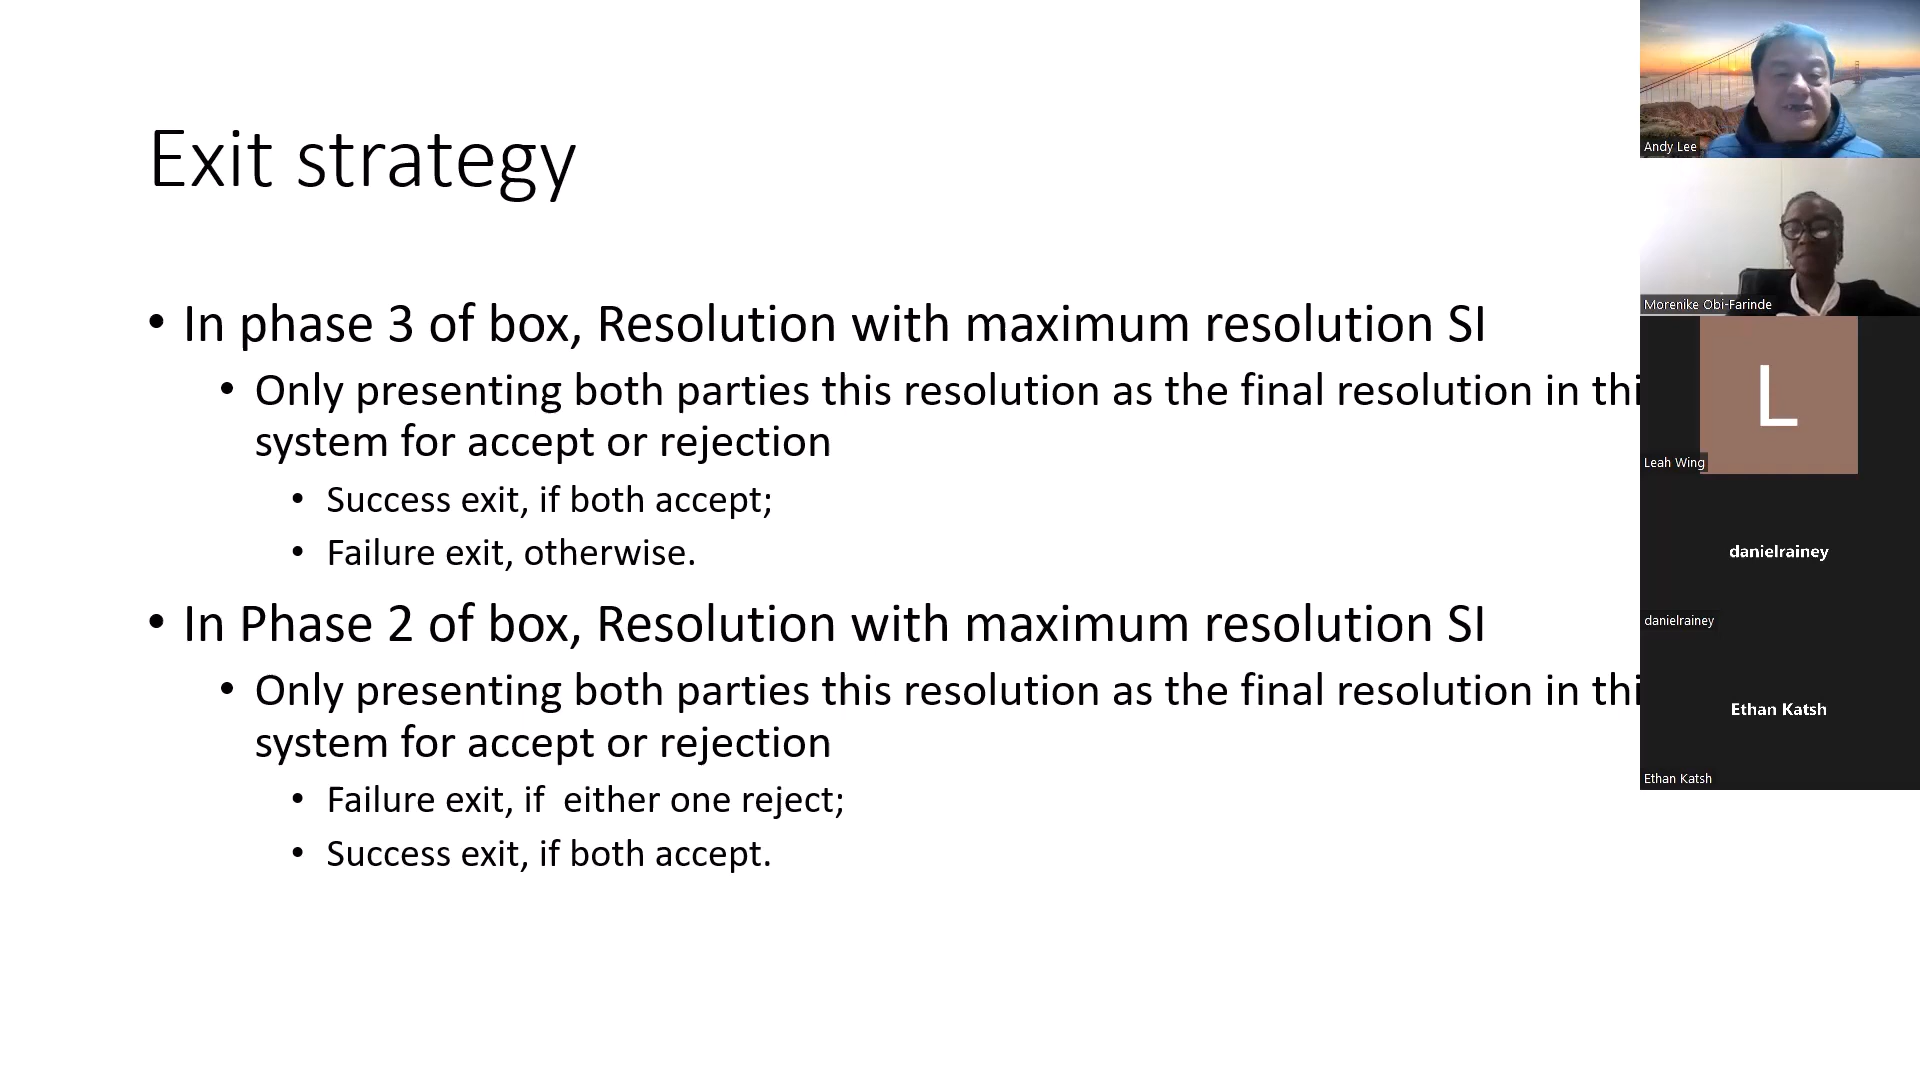 Exit strategy
• In phase 3 of box, Resolution with maximum resolution SI
• Only presenting both parties this resolution as the final resolution in thi
system for accept or rejection
• Success exit, if both accept;
• Failure exit, otherwise.
• In Phase 2 of box, Resolution with maximum resolution SI
• Only presenting both parties this resolution as the final resolution in thi
system for accept or rejection
• Failure exit, if  either one reject;
• Success exit, if both accept.
Andy Lee
Morenike Obi-Farinde
L
Leah Wing
danielrainey
danielrainey
Ethan Katsh
Ethan Katsh